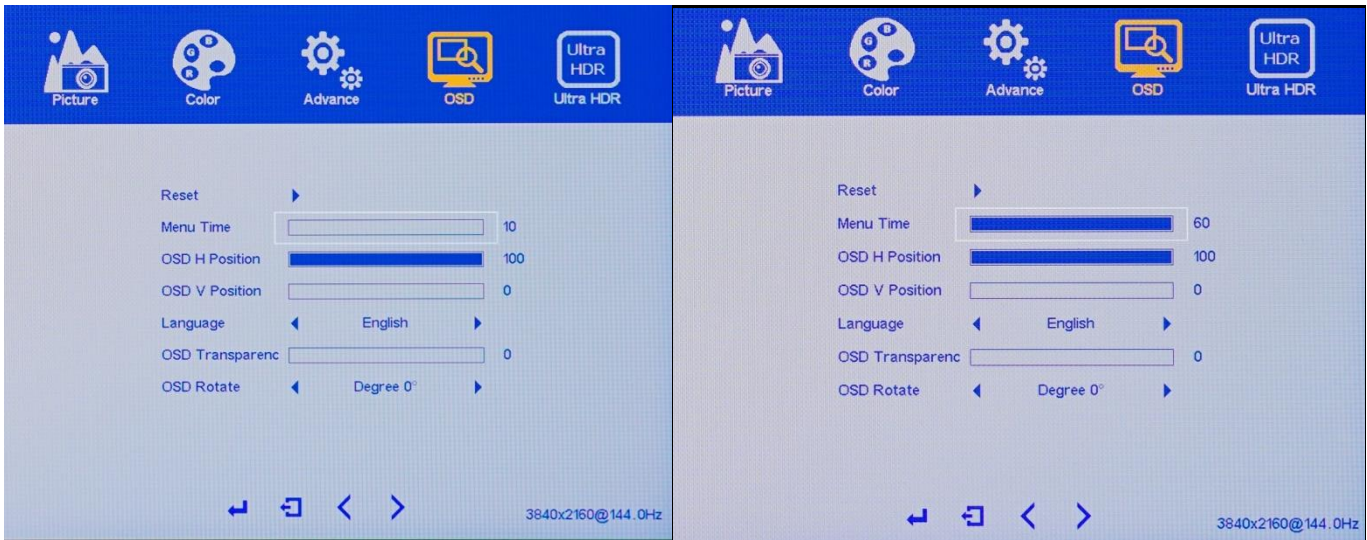 Ultra
HDR
Picture Color Advance OSD Ultra HDR
Reset
Menu Time 10
OSD H Position 100
OSD V Position 0
Language English
OSD Transparenc 0
OSD Rotate Degree 0°
3840x2160@144.0Hz
Ultra
HDR
Picture Color Advance OSD Ultra HDR
Reset
Menu Time 60
OSD H Position 100
OSD V Position 0
Language English
OSD Transparenc 0
OSD Rotate Degree 0°
3840x2160@144.0Hz